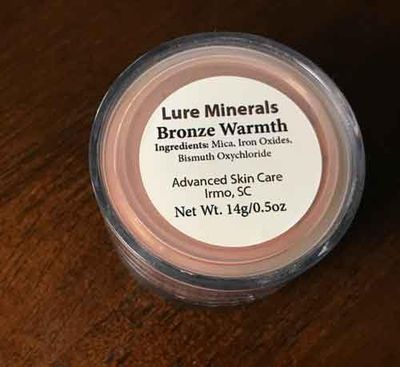 Lure Minerals
Bronze Warmth
Ingredients: Mica, Iron Oxides,
Bismuth Oxychloride
Advanced Skin Care
Irmo, SC
Net Wt. 14g/0.5oz